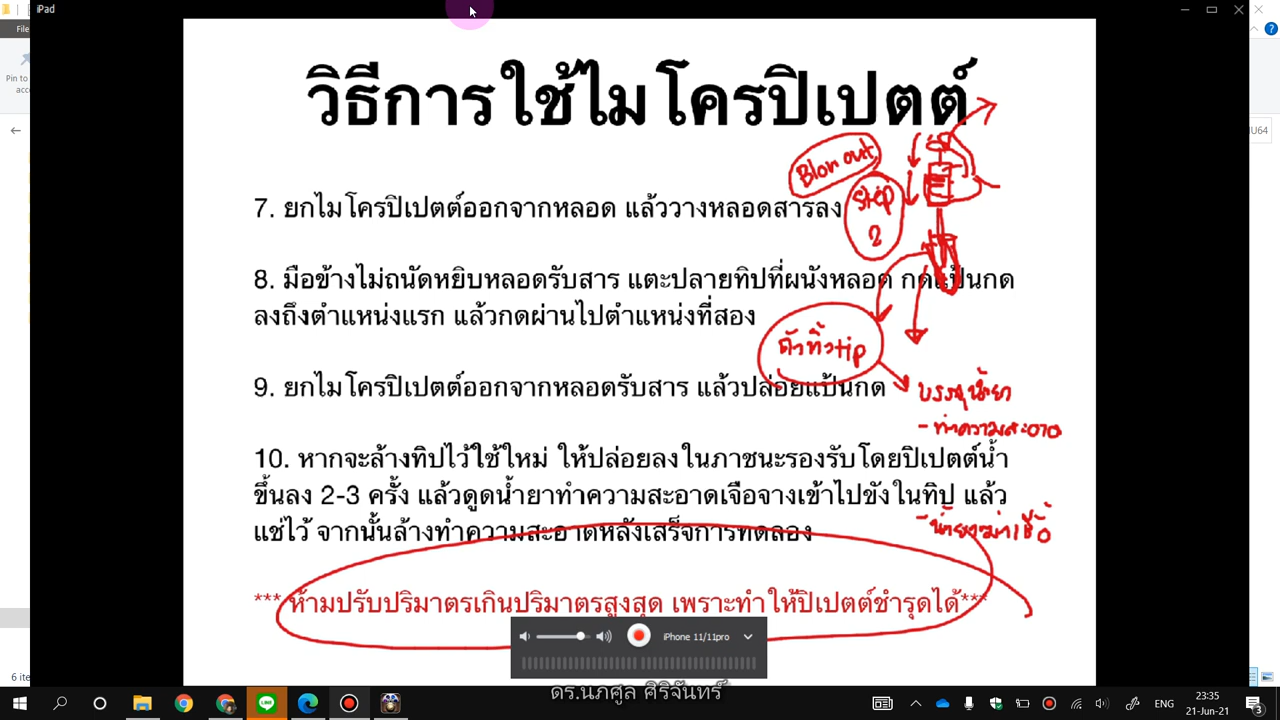 iPad
File
Pin to
acce
วิธีการใช้ไมโครปิเปตต์
Blow out
Step
2
7. ยกไมโครปิเปตต์ออกจากหลอด แล้ววางหลอดสารลง
8. มือข้างไม่ถนัดหยิบหลอดรับสาร แตะปลายทิปที่ผนังหลอด กดแป้นกด
ลงถึงตำแหน่งแรก แล้วกดผ่านไปตำแหน่งที่สอง
ถังทิ้งtip
9. ยกไมโครปิเปตต์ออกจากหลอดรับสาร แล้วปล่อยแป้นกด
บรรจุน้ำยา
- ทำความสะอาด
10. หากจะล้างทิปไว้ใช้ใหม่ ให้ปล่อยลงในภาชนะรองรับโดยปิเปตต์น้ำ
ขึ้นลง 2-3 ครั้ง แล้วดูดน้ำยาทำความสะอาดเจือจางเข้าไปขังในทิป แล้ว
แช่ไว้ จากนั้นล้างทำความสะอาดหลังเสร็จการทดลอง
- น้ำยาฆ่าเชื้อ
*** ห้ามปรับปริมาตรเกินปริมาตรสูงสุด เพราะทำให้ปิเปตต์ชำรุดได้***
iPhone 11/11pro
ดร.นภศูล ศิริจันทร์
6 ite
U64
ENG
23:35
21-Jun-21
3